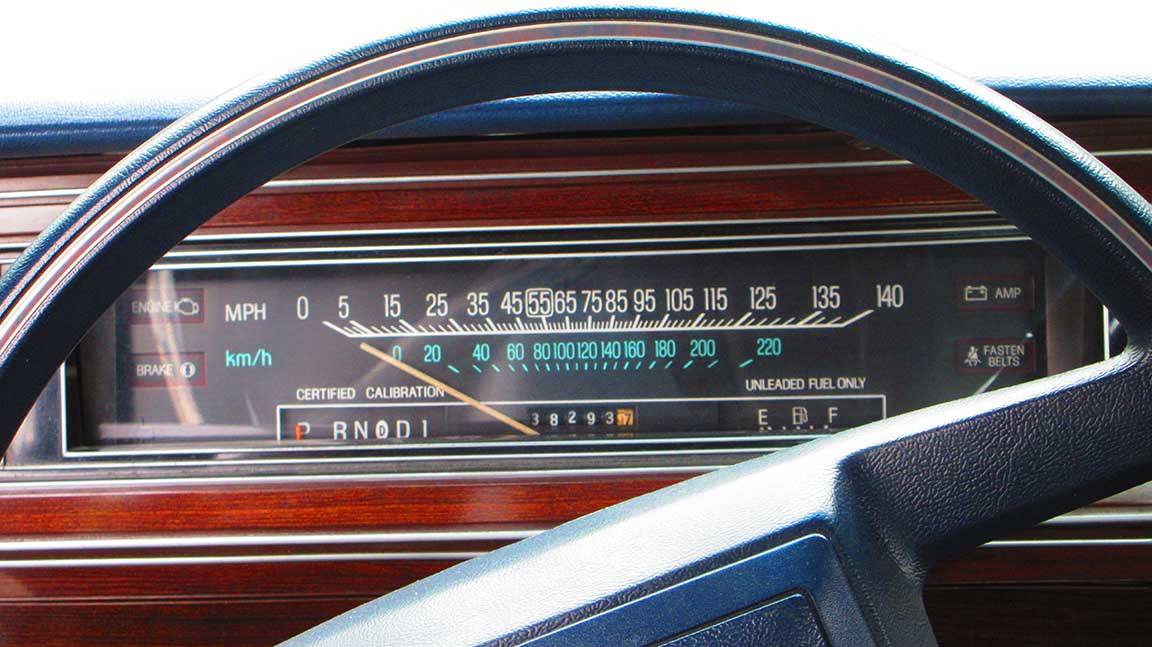 ENGINE
MPH 0 5 15 25 35 45 55 65 75 85 95 105 115 125 135 140
AMP
km/h 0 20 40 60 80 100 120 140 160 180 200 220
BRAKE
FASTEN
BELTS
CERTIFIED CALIBRATION
UNLEADED FUEL ONLY
P R N D D 1
3 8 2 9 3
E F